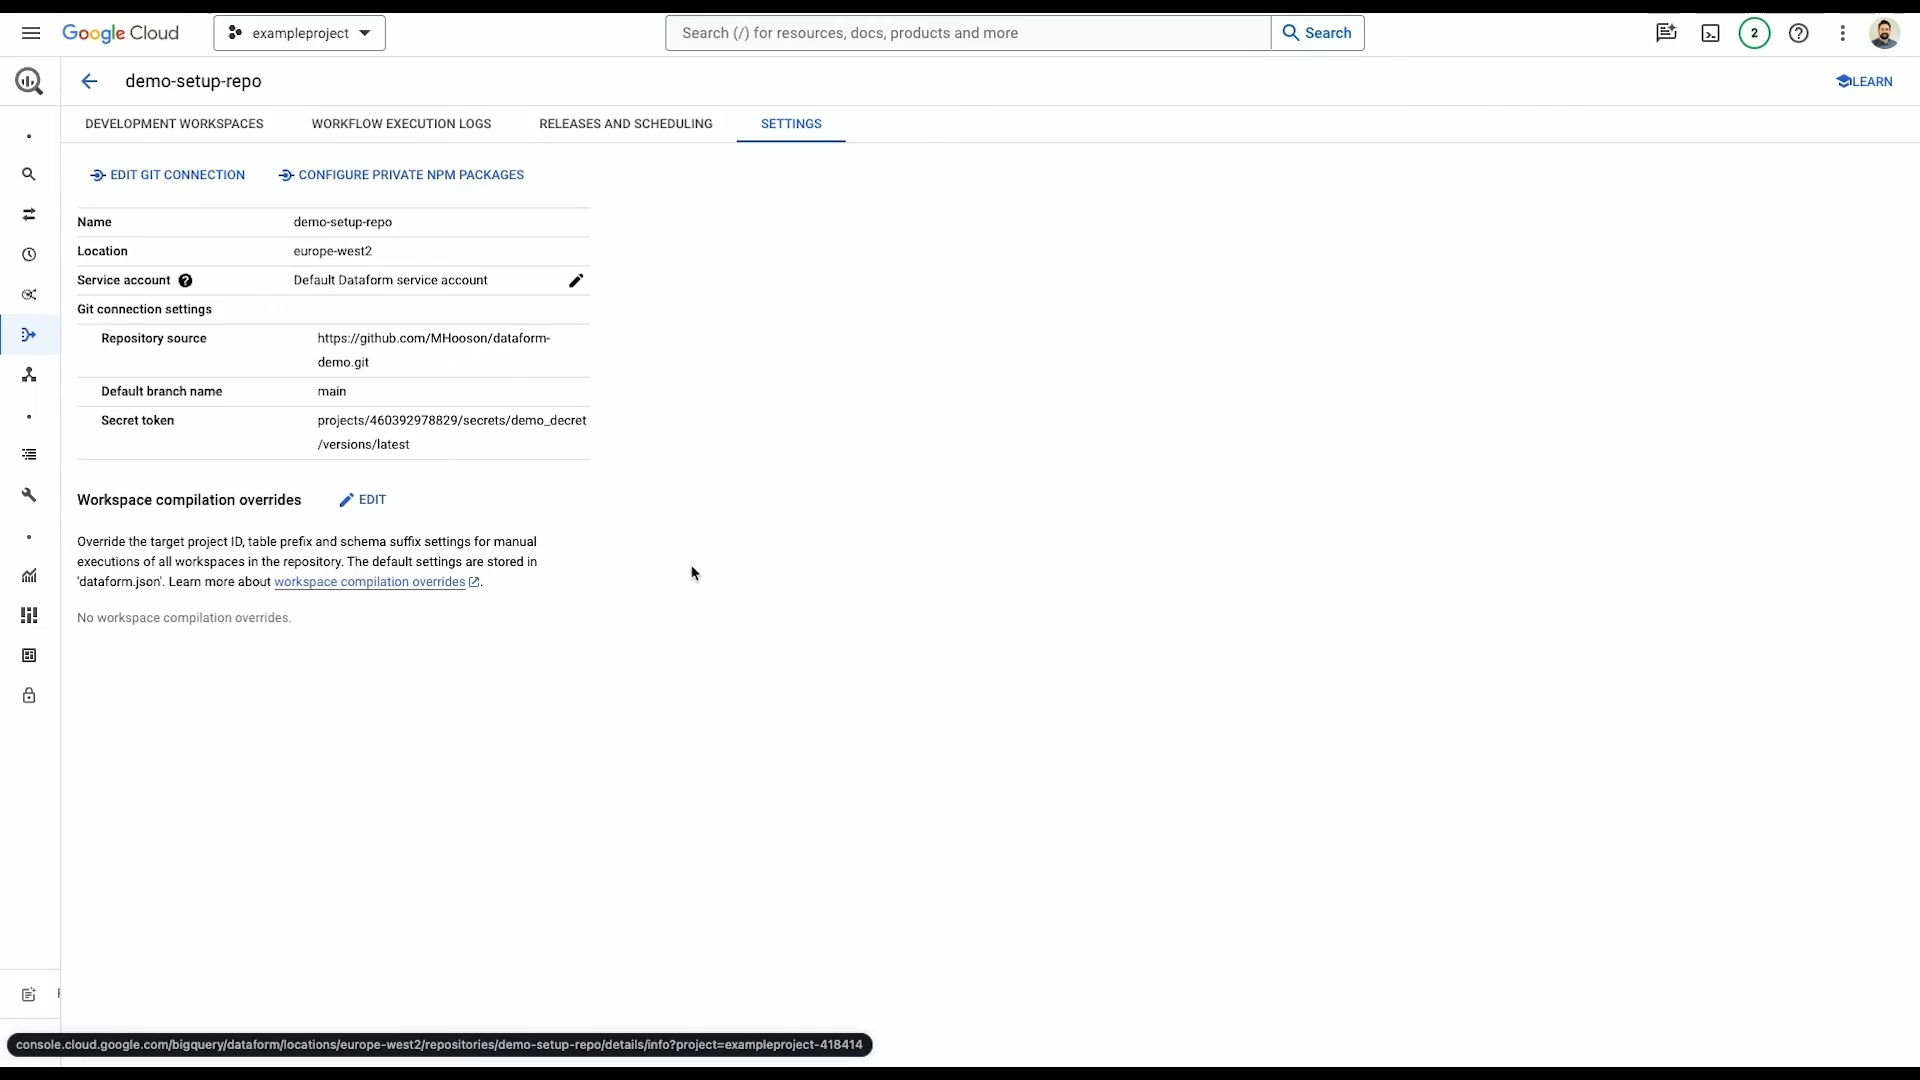 Google Cloud
exampleproject
Search (/) for resources, docs, products and more
Search
2
demo-setup-repo
LEARN
DEVELOPMENT WORKSPACES
WORKFLOW EXECUTION LOGS
RELEASES AND SCHEDULING
SETTINGS
EDIT GIT CONNECTION
CONFIGURE PRIVATE NPM PACKAGES
Name demo-setup-repo
Location europe-west2
Service account Default Dataform service account
Git connection settings
Repository source https://github.com/MHooson/dataform-
demo.git
Default branch name main
Secret token projects/460392978829/secrets/demo_decret
/versions/latest
Workspace compilation overrides EDIT
Override the target project ID, table prefix and schema suffix settings for manual
executions of all workspaces in the repository. The default settings are stored in
'dataform.json'. Learn more about workspace compilation overrides.
No workspace compilation overrides.
console.cloud.google.com/bigquery/dataform/locations/europe-west2/repositories/demo-setup-repo/details/info?project=exampleproject-418414